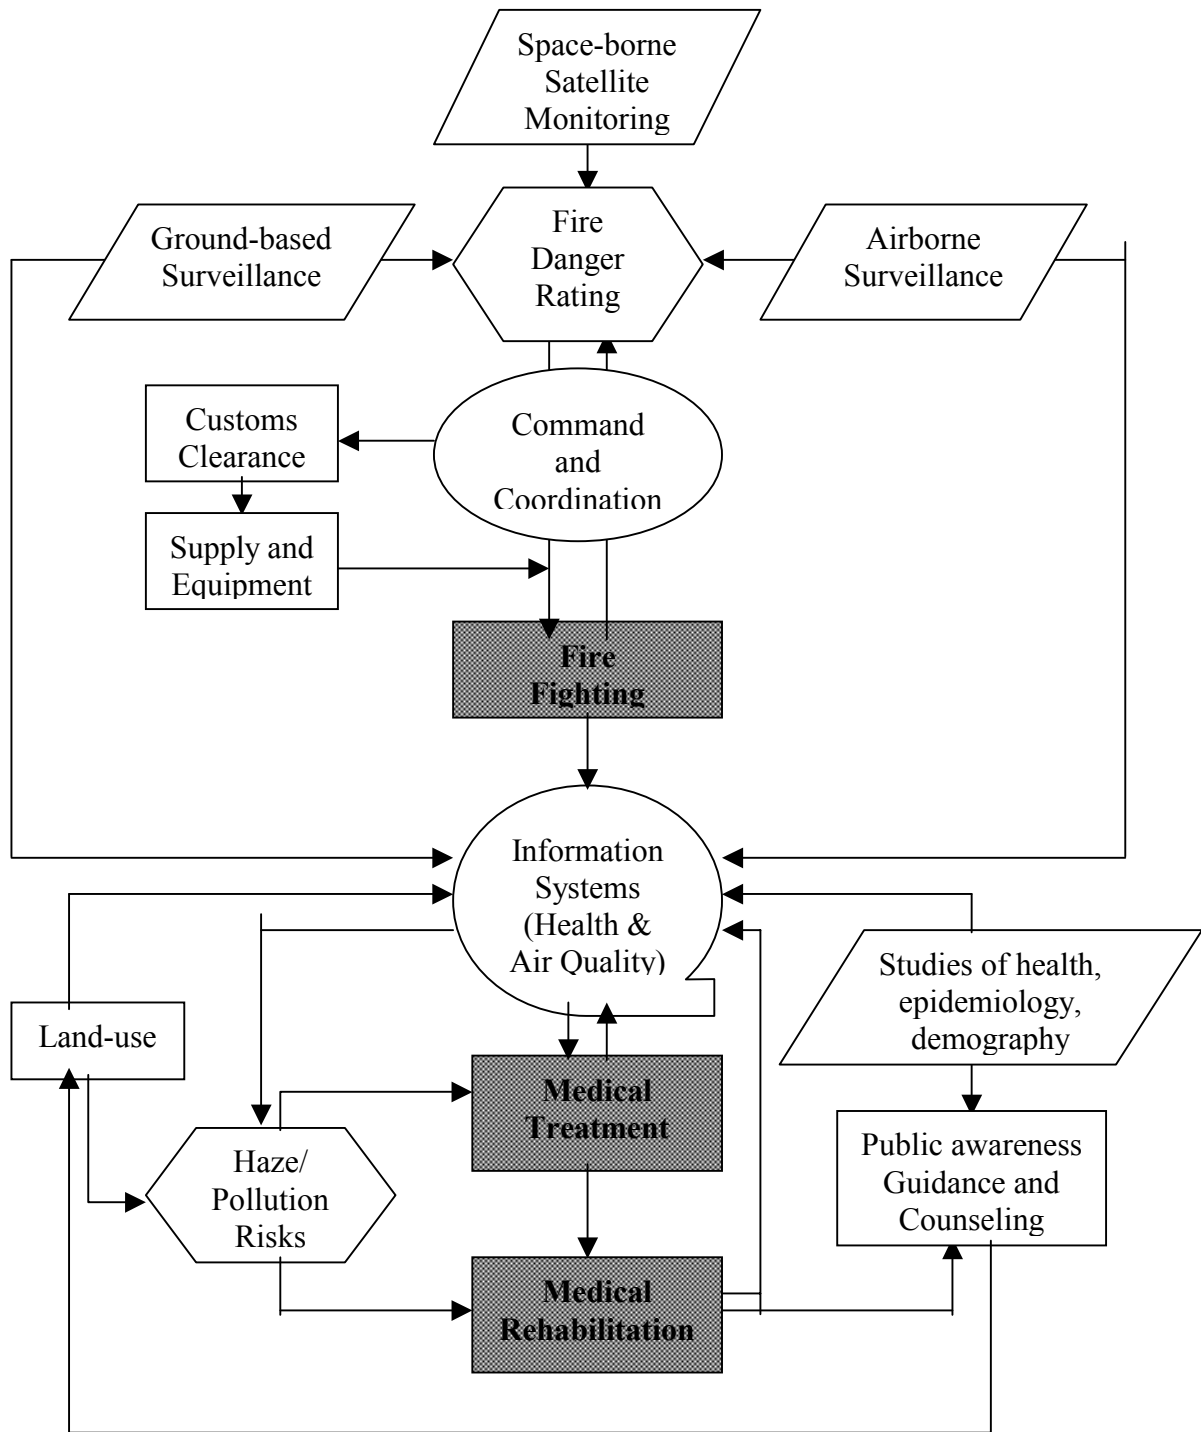 Space-borne
Satellite
Monitoring
Ground-based
Surveillance
Fire
Danger
Rating
Airborne
Surveillance
Customs
Clearance
Command
and
Coordination
Supply and
Equipment
Fire
Fighting
Information
Systems
(Health &
Air Quality)
Studies of health,
epidemiology,
demography
Land-use
Medical
Treatment
Haze/
Pollution
Risks
Public awareness
Guidance and
Counseling
Medical
Rehabilitation